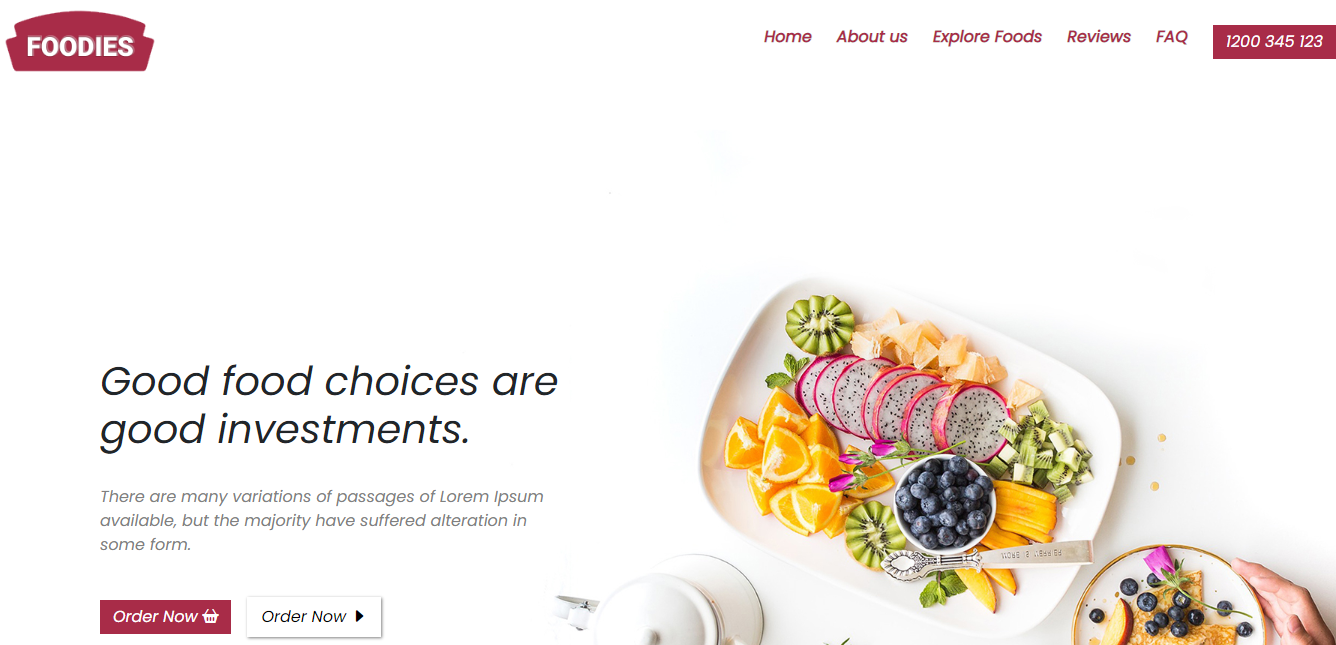 FOODIES
Home About us Explore Foods Reviews FAQ 1200 345 123
Good food choices are
good investments.
There are many variations of passages of Lorem Ipsum
available, but the majority have suffered alteration in
some form.
Order Now Order Now